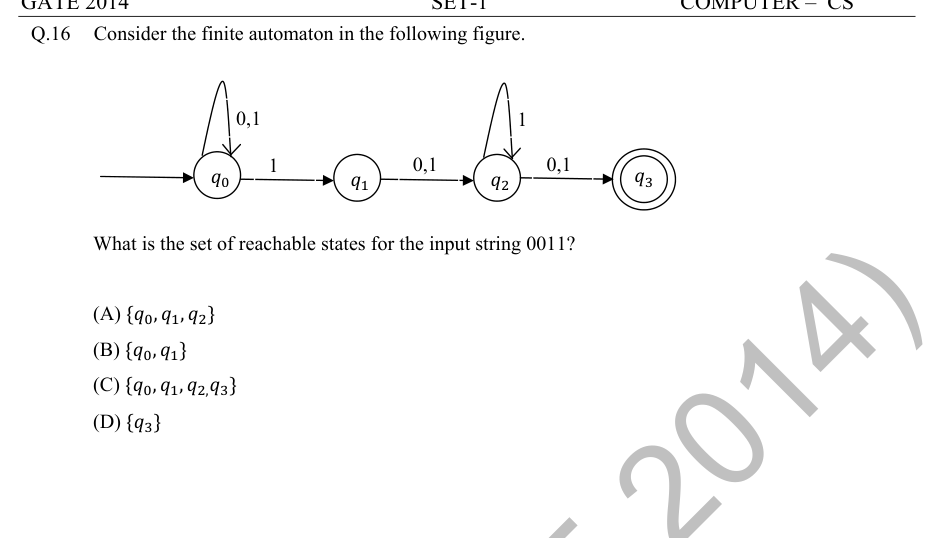 GATE 2014 SET-1 COMPUTER – CS
Q.16 Consider the finite automaton in the following figure.
0,1
1
1
0,1
0,1
q₀
q₁
q₂
q₃
What is the set of reachable states for the input string 0011?
(A) {q₀, q₁, q₂}
(B) {q₀, q₁}
(C) {q₀, q₁, q₂,q₃}
(D) {q₃}
2014)